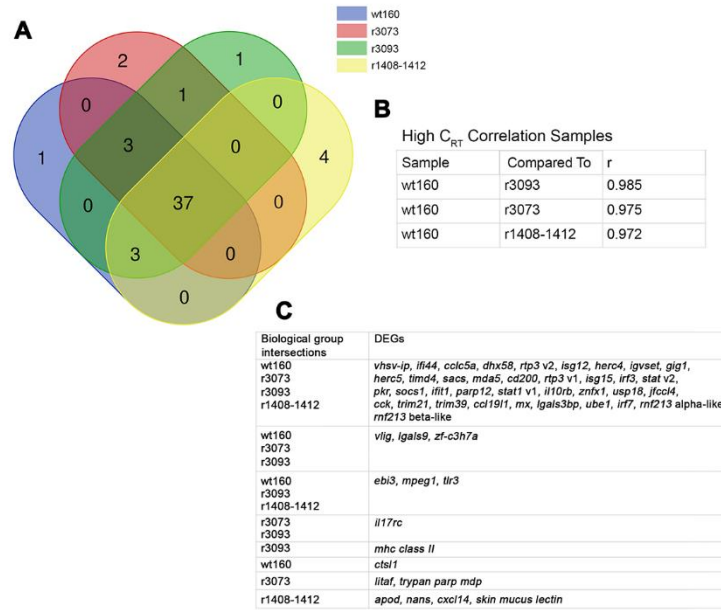 A
wt160
r3073
r3093
r1408-1412
2
1
0
1
0
1
3
0
4
0
37
0
3
0
0
B
High CRT Correlation Samples
Sample Compared To r
wt160 r3093 0.985
wt160 r3073 0.975
wt160 r1408-1412 0.972
C
Biological group intersections DEGs
wt160 vhsv-ip, ifi44, cclc5a, dhx58, rtp3 v2, isg12, herc4, igvset, gig1,
r3073 herc5, timd4, sacs, mda5, cd200, rtp3 v1, isg15, irf3, stat v2,
r3093 pkr, socs1, ifit1, parp12, stat1 v1, il10rb, znfx1, usp18, jfccl4,
r1408-1412 cck, trim21, trim39, ccl19l1, mx, lgals3bp, ube1, irf7, rnf213 alpha-like
rnf213 beta-like
wt160 vlig, lgals9, zf-c3h7a
r3073
r3093
wt160 ebi3, mpeg1, tlr3
r3093
r1408-1412
r3073 il17rc
r3093
r3093 mhc class II
wt160 ctsl1
r3073 litaf, trypan parp mdp
r1408-1412 apod, nans, cxcl14, skin mucus lectin